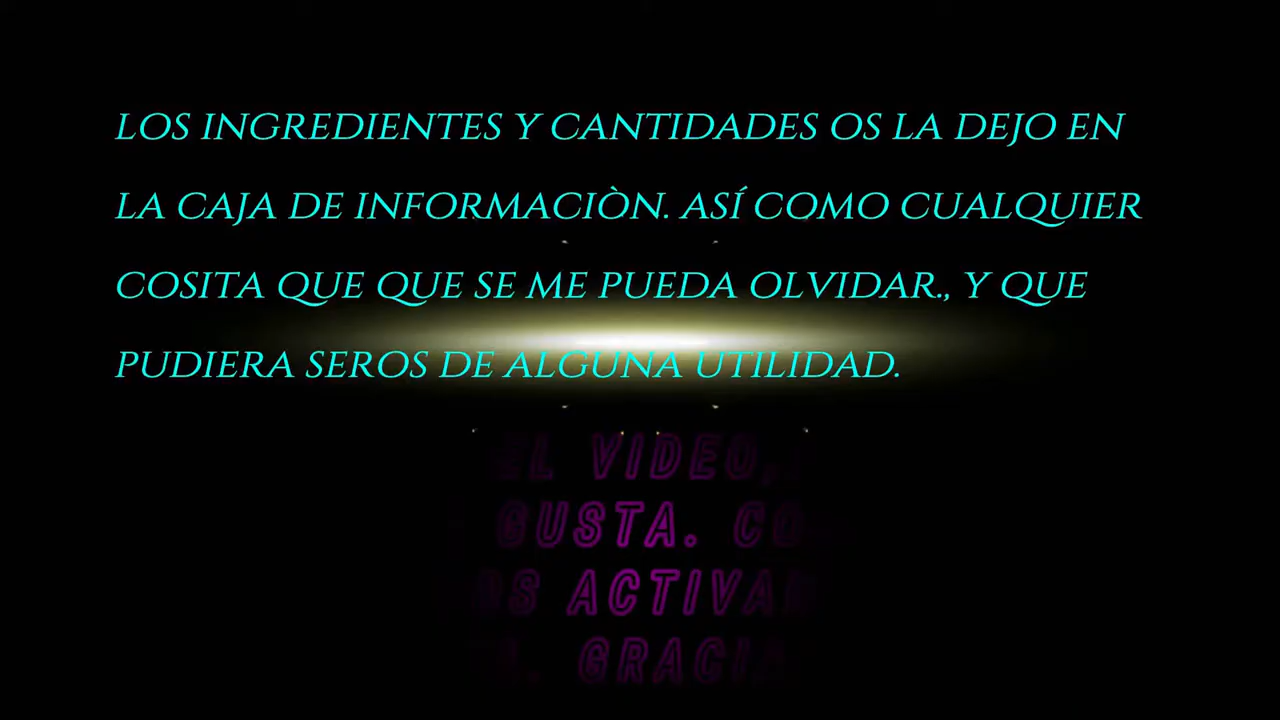 LOS INGREDIENTES Y CANTIDADES OS LA DEJO EN
LA CAJA DE INFORMACIÒN. ASÍ COMO CUALQUIER
COSITA QUE QUE SE ME PUEDA OLVIDAR., Y QUE
PUDIERA SEROS DE ALGUNA UTILIDAD.
EL VIDEO,
GUSTA.